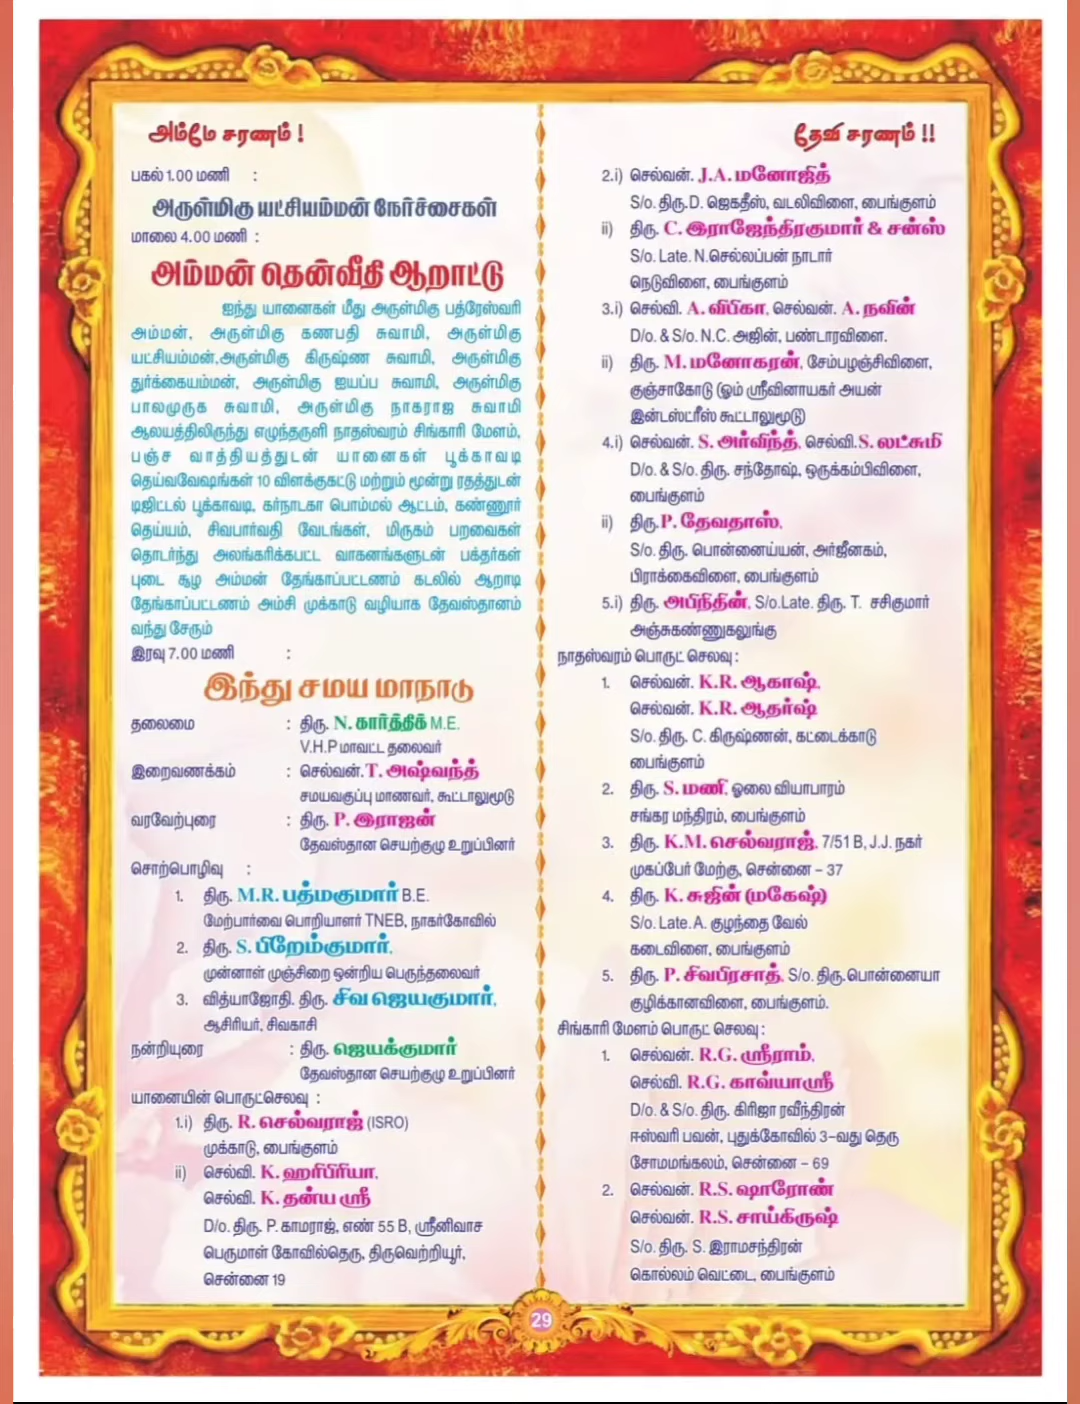 அம்மே சரணம் !
பகல் 1.00 மணி :
அருள்மிகு யட்சியம்மன் நேர்ச்சைகள்
மாலை 4.00 மணி :
அம்மன் தென்வீதி ஆறாட்டு
ஐந்து யானைகள் மீது அருள்மிகு பத்ரேஸ்வரி
அம்மன், அருள்மிகு கணபதி சுவாமி, அருள்மிகு
யட்சியம்மன்,அருள்மிகு கிருஷ்ண சுவாமி, அருள்மிகு
துர்க்கையம்மன், அருள்மிகு ஐயப்ப சுவாமி, அருள்மிகு
பாலமுருக சுவாமி, அருள்மிகு நாகராஜ சுவாமி
ஆலயத்திலிருந்து எழுந்தருளி நாதஸ்வரம் சிங்காரி மேளம்,
பஞ்ச வாத்தியத்துடன் யானைகள் பூக்காவடி
தெய்வவேஷங்கள் 10 விளக்குகட்டு மற்றும் மூன்று ரதத்துடன்
டிஜிட்டல் பூக்காவடி, கர்நாடகா பொம்மல் ஆட்டம், கண்ணூர்
தெய்யம், சிவபார்வதி வேடங்கள், மிருகம் பறவைகள்
தொடர்ந்து அலங்கரிக்கபட்ட வாகனங்களுடன் பக்தர்கள்
புடை சூழ அம்மன் தேங்காப்பட்டணம் கடலில் ஆறாடி
தேங்காப்பட்டணம் அம்சி முக்காடு வழியாக தேவஸ்தானம்
வந்து சேரும்
இரவு 7.00 மணி :
இந்து சமய மாநாடு
தலைமை : திரு. N. கார்த்திக் M.E.
V.H.P மாவட்ட தலைவர்
இறைவணக்கம் : செல்வன். T. அஷ்வந்த்
சமயவகுப்பு மாணவர், கூட்டாலுமூடு
வரவேற்புரை : திரு. P. இராஜன்
தேவஸ்தான செயற்குழு உறுப்பினர்
சொற்பொழிவு :
1. திரு. M.R. பத்மகுமார் B.E.
மேற்பார்வை பொறியாளர் TNEB, நாகர்கோவில்
2. திரு. S. பிரேம்குமார்,
முன்னாள் முஞ்சிறை ஒன்றிய பெருந்தலைவர்
3. வித்யாஜோதி. திரு. சிவ ஜெயகுமார்,
ஆசிரியர், சிவகாசி
நன்றியுரை : திரு. ஜெயக்குமார்
தேவஸ்தான செயற்குழு உறுப்பினர்
யானையின் பொருட்செலவு :
1.i) திரு. R. செல்வராஜ் (ISRO)
முக்காடு, பைங்குளம்
ii) செல்வி. K. ஹரிப்ரியா,
செல்வி. K. தன்ய ஸ்ரீ
D/o. திரு. P. காமராஜ், எண் 55 B, ஸ்ரீனிவாச
பெருமாள் கோவில்தெரு, திருவெற்றியூர்,
சென்னை 19
தேவி சரணம் !!
2.i) செல்வன். J.A. மனோஜித்
S/o. திரு.D. ஜெகதீஸ், வடலிவிளை, பைங்குளம்
ii) திரு. C. இராஜேந்திரகுமார் & சன்ஸ்
S/o. Late. N.செல்லப்பன் நாடார்
நெடுவிளை, பைங்குளம்
3.i) செல்வி. A. விபிகா, செல்வன். A. நவின்
D/o. & S/o. N.C. அஜின், பண்டாரவிளை.
ii) திரு. M. மனோகரன், சேம்பழஞ்சிவிளை,
குஞ்சாகோடு (ஓம் ஸ்ரீவினாயகர் அயன்
இன்டஸ்ட்ரீஸ் கூட்டாலுமூடு)
4.i) செல்வன். S. அர்விந்த், செல்வி.S. லட்சுமி
D/o. & S/o. திரு. சந்தோஷ், ஒருக்கம்பிவிளை,
பைங்குளம்
ii) திரு.P. தேவதாஸ்,
S/o. திரு. பொன்னைய்யன், அர்ஜீனகம்,
பிராக்கைவிளை, பைங்குளம்
5.i) திரு. அபிநிதின், S/o.Late. திரு. T. சசிகுமார்
அஞ்சுகண்ணுகலுங்கு
நாதஸ்வரம் பொருட் செலவு :
1. செல்வன். K.R. ஆகாஷ்,
செல்வன். K.R. ஆதர்ஷ்
S/o. திரு. C. கிருஷ்ணன், கட்டைக்காடு
பைங்குளம்
2. திரு. S. மணி, ஓலை வியாபாரம்
சங்கர மந்திரம், பைங்குளம்
3. திரு. K.M. செல்வராஜ், 7/51 B, J.J. நகர்
முகப்பேர் மேற்கு, சென்னை – 37
4. திரு. K. சுஜின் (மகேஷ்)
S/o. Late. A. குழந்தை வேல்
கடைவிளை, பைங்குளம்
5. திரு. P. சிவபிரசாத், S/o. திரு.பொன்னையா
குழிக்கானவிளை, பைங்குளம்.
சிங்காரி மேளம் பொருட் செலவு :
1. செல்வன். R.G. ஸ்ரீராம்,
செல்வி. R.G. காவ்யாஸ்ரீ
D/o. & S/o. திரு. கிரிஜா ரவீந்திரன்
ஈஸ்வரி பவன், புதுக்கோவில் 3–வது தெரு
சோமமங்கலம், சென்னை – 69
2. செல்வன். R.S. ஷாரோண்
செல்வன். R.S. சாய்கிருஷ்
S/o. திரு. S. இராமசந்திரன்
கொல்லம் வெட்டை, பைங்குளம்
29